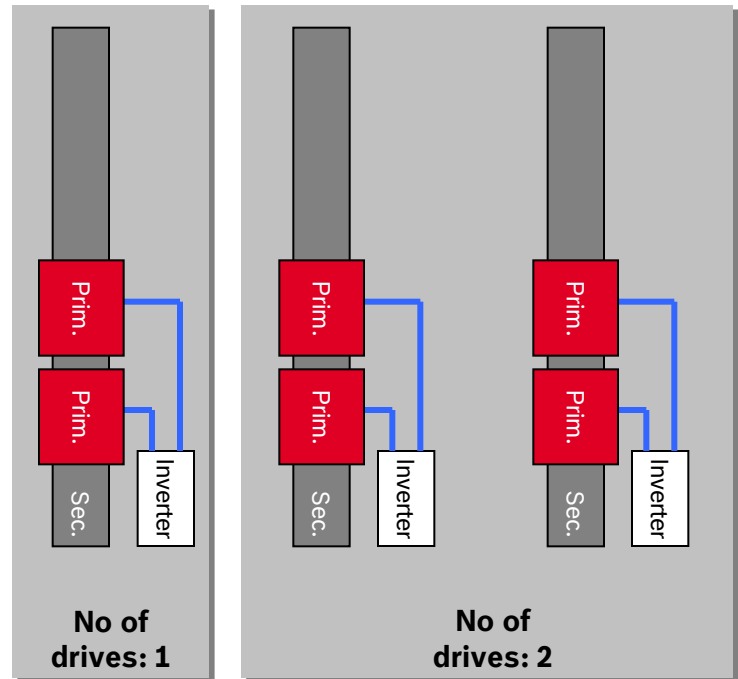 Prim.
Prim.
Sec.
Inverter
No of
drives: 1
Prim.
Prim.
Sec.
Inverter
Prim.
Prim.
Sec.
Inverter
No of
drives: 2